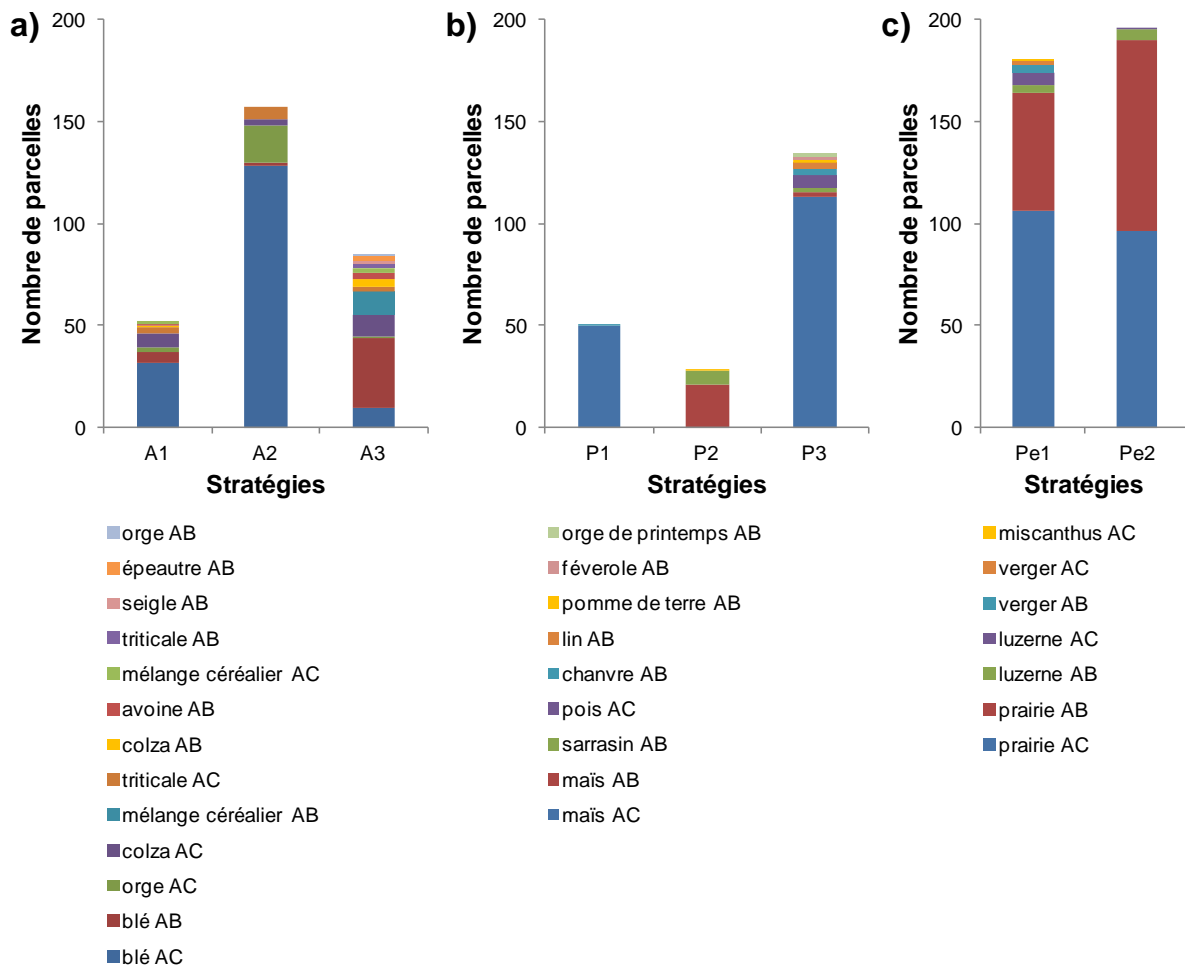 a)
200
150
100
50
0
Nombre de parcelles
A1 A2 A3
Stratégies
orge AB
épeautre AB
seigle AB
triticale AB
mélange céréalier AC
avoine AB
colza AB
triticale AC
mélange céréalier AB
colza AC
orge AC
blé AB
blé AC
b)
200
150
100
50
0
Nombre de parcelles
P1 P2 P3
Stratégies
orge de printemps AB
féverole AB
pomme de terre AB
lin AB
chanvre AB
pois AC
sarrasin AB
maïs AB
maïs AC
c)
200
150
100
50
0
Nombre de parcelles
Pe1 Pe2
Stratégies
miscanthus AC
verger AC
verger AB
luzerne AC
luzerne AB
prairie AB
prairie AC